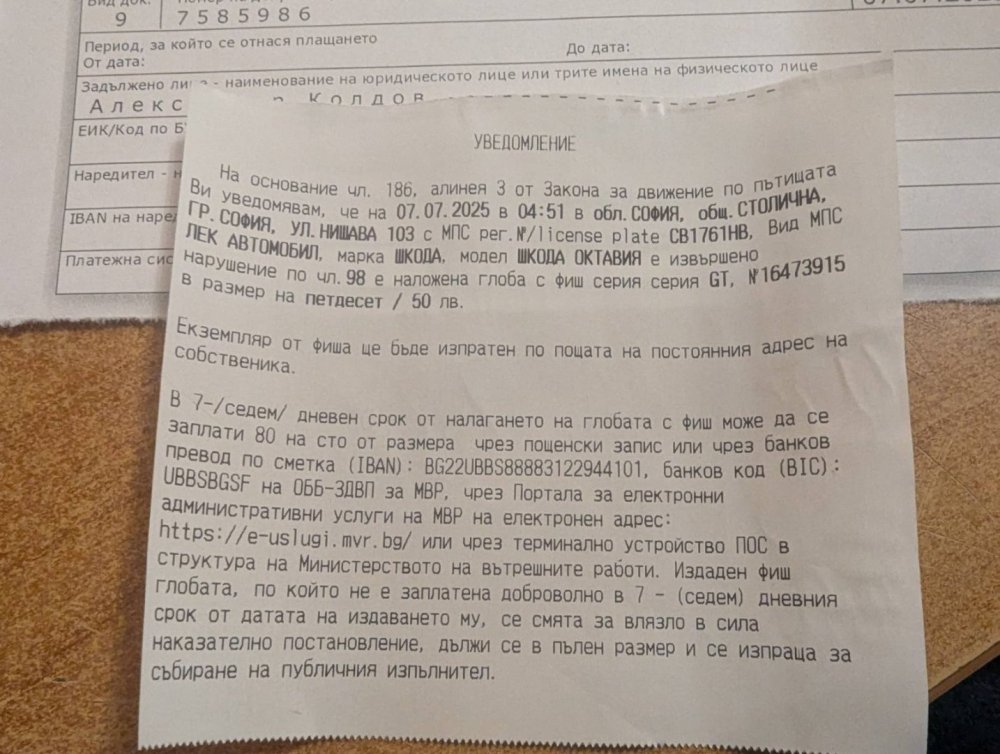 Вид док.
9 7585986
Период, за който се отнася плащането
От дата: До дата:
Задължено лице - наименование на юридическото лице или трите имена на физическото лице
Алекс р Колдов
ЕИК/Код по Б
Наредител - н
IBAN на наре
Платежна сис
УВЕДОМЛЕНИЕ
На основание чл. 186, алинея 3 от Закона за движение по пътищата
Ви уведомявам, че на 07.07.2025 в 04:51 в обл.СОФИЯ, общ.СТОЛИЧНА,
ГР.СОФИЯ, УЛ.НИШАВА 103 с МПС рег.№/license plate CB1761HB, Вид МПС
ЛЕК АВТОМОБИЛ, марка ШКОДА, модел ШКОДА ОКТАВИЯ е извършено
нарушение по чл.98 е наложена глоба с фиш серия серия GT, №16473915
в размер на петдесет / 50 лв.
Екземпляр от фиша ще бъде изпратен по пощата на постоянния адрес на
собственика.
В 7-/седем/ дневен срок от налагането на глобата с фиш може да се
заплати 80 на сто от размера чрез пощенски запис или чрез банков
превод по сметка (IBAN): BG22UBBS88883122944101, банков код (BIC):
UBBSBGSF на ОББ-ЗДВП за МВР, чрез Портала за електронни
административни услуги на МВР на електронен адрес:
https://e-uslugi.mvr.bg/ или чрез терминално устройство ПОС в
структура на Министерството на вътрешните работи. Издаден фиш
глобата, по който не е заплатена доброволно в 7 - (седем) дневния
срок от датата на издаването му, се смята за влязло в сила
наказателно постановление, дължи се в пълен размер и се изпраща за
събиране на публичния изпълнител.